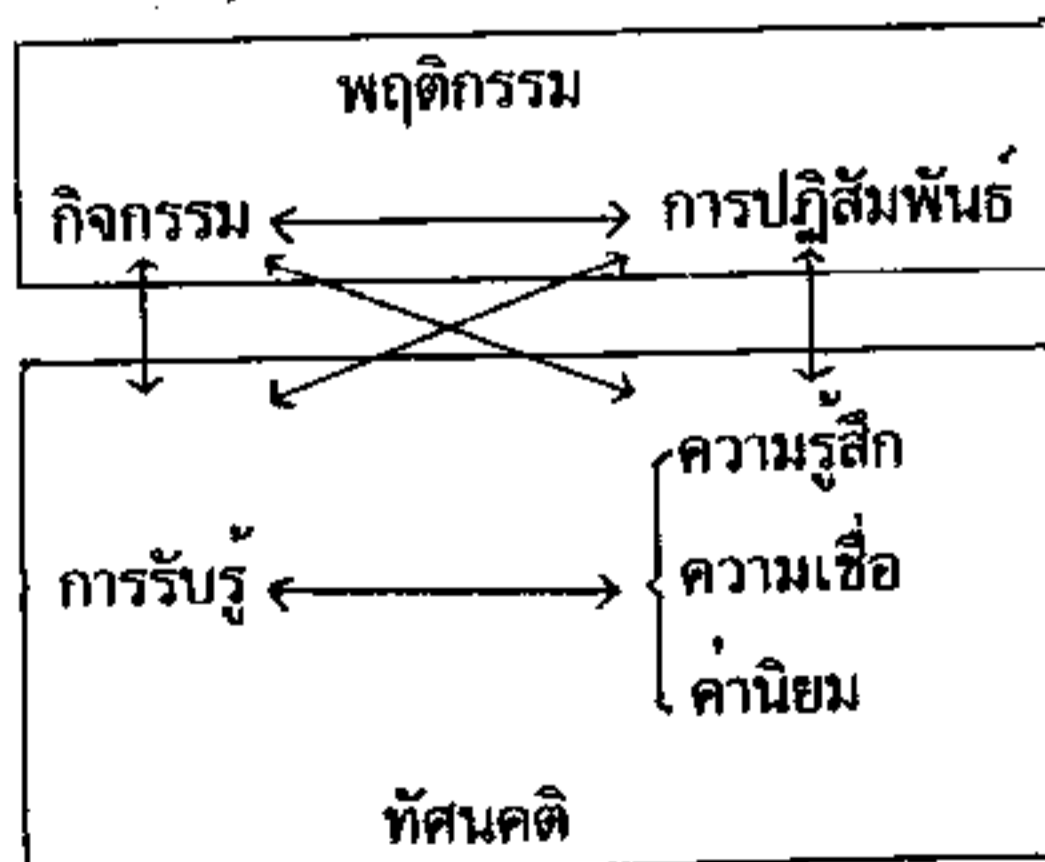 พฤติกรรม
กิจกรรม การปฏิสัมพันธ์
ความรู้สึก
การรับรู้ ความเชื่อ
ค่านิยม
ทัศนคติ